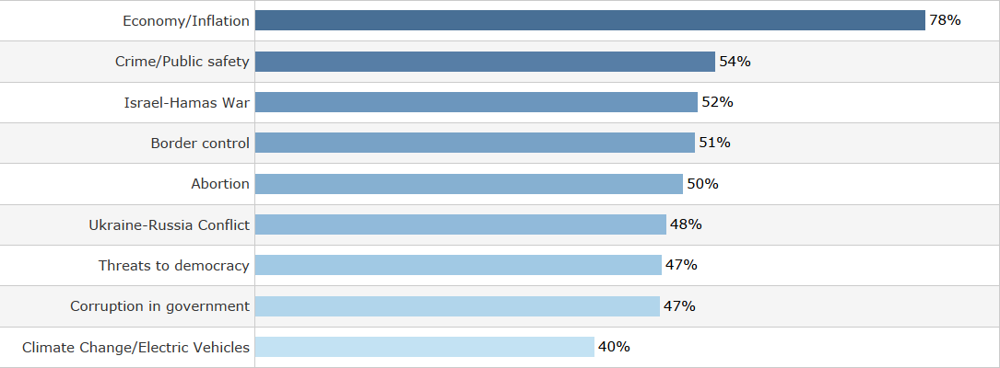 Economy/Inflation 78%
Crime/Public safety 54%
Israel-Hamas War 52%
Border control 51%
Abortion 50%
Ukraine-Russia Conflict 48%
Threats to democracy 47%
Corruption in government 47%
Climate Change/Electric Vehicles 40%